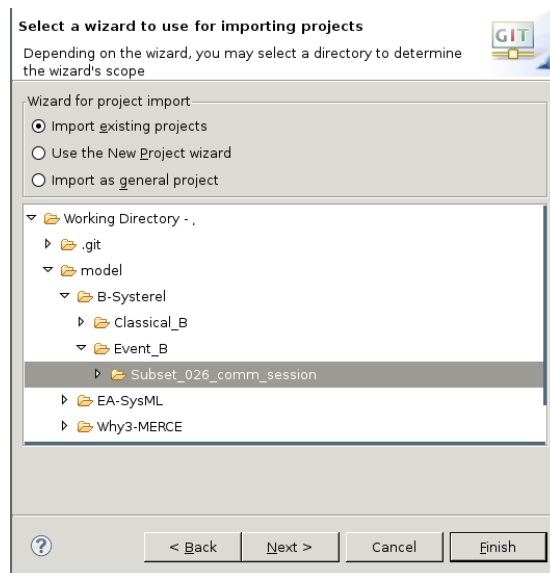 Select a wizard to use for importing projects
Depending on the wizard, you may select a directory to determine
the wizard's scope
GIT
Wizard for project import
Import existing projects
Use the New Project wizard
Import as general project
Working Directory - ,
.git
model
B-Systerel
Classical_B
Event_B
Subset_026_comm_session
EA-SysML
Why3-MERCE
?
< Back
Next >
Cancel
Finish